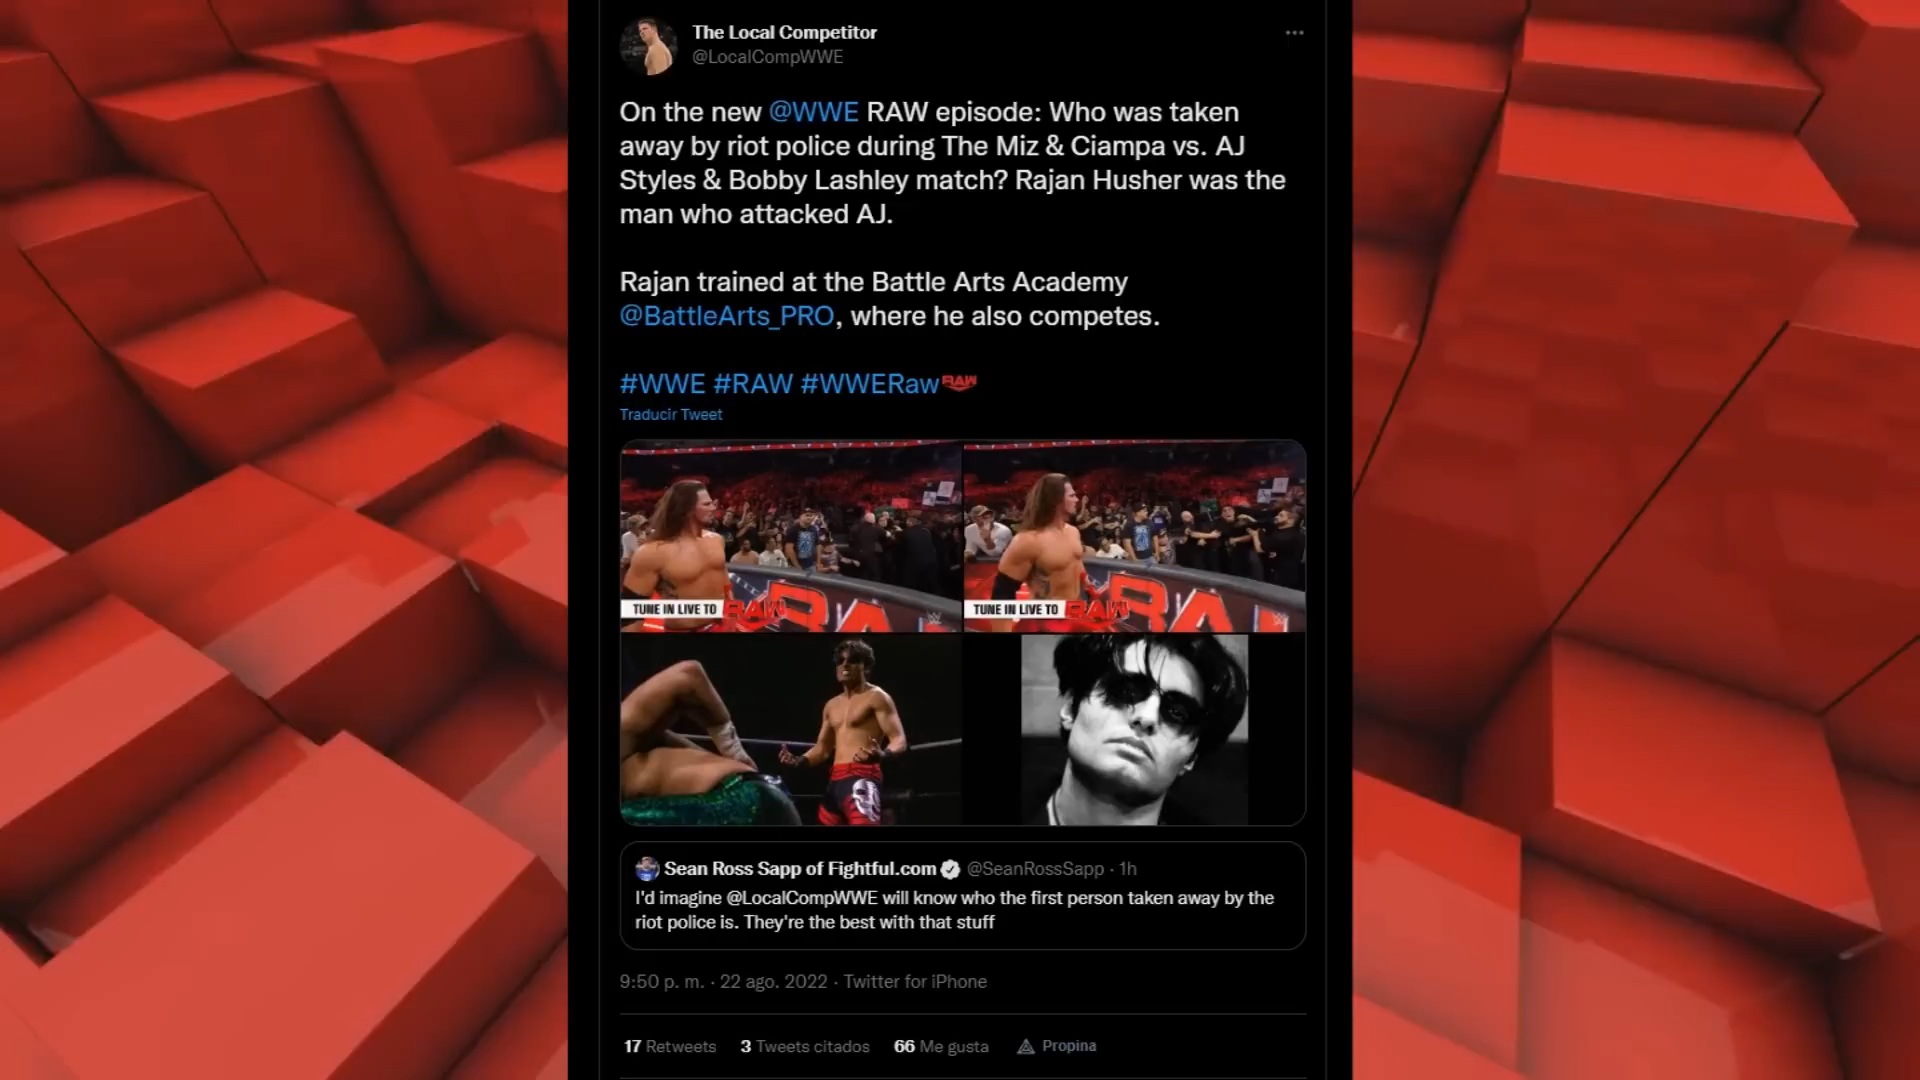 The Local Competitor
@LocalCompWWE
On the new @WWE RAW episode: Who was taken
away by riot police during The Miz & Ciampa vs. AJ
Styles & Bobby Lashley match? Rajan Husher was the
man who attacked AJ.
Rajan trained at the Battle Arts Academy
@BattleArts_PRO, where he also competes.
#WWE #RAW #WWERaw RAW
Traducir Tweet
TUNE IN LIVE TO RAW
TUNE IN LIVE TO RAW
RAW
RAW
Sean Ross Sapp of Fightful.com @SeanRossSapp · 1h
I'd imagine @LocalCompWWE will know who the first person taken away by the
riot police is. They're the best with that stuff
9:50 p. m. · 22 ago. 2022 · Twitter for iPhone
17 Retweets 3 Tweets citados 66 Me gusta Propina